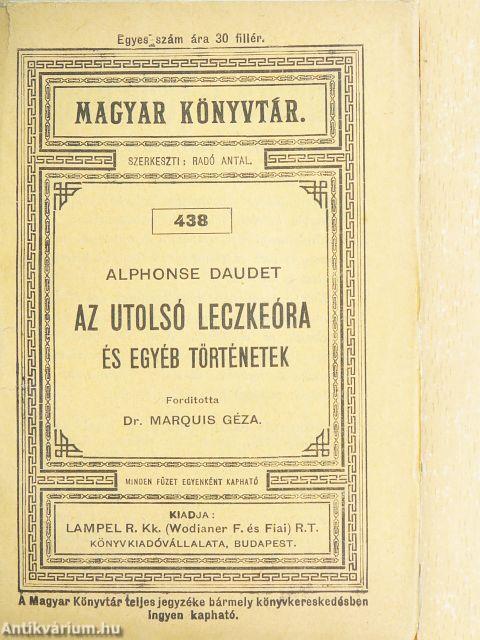 Egyes szám ára 30 fillér.
MAGYAR KÖNYVTÁR.
SZERKESZTI: RADÓ ANTAL.
438
ALPHONSE DAUDET
AZ UTOLSÓ LECZKEÓRA
ÉS EGYÉB TÖRTÉNETEK
Forditotta
Dr. MARQUIS GÉZA.
MINDEN FÜZET EGYENKÉNT KAPHATÓ
KIADJA:
LAMPEL R. Kk. (Wodianer F. és Fiai) R.T.
KÖNYVKIADÓVÁLLALATA, BUDAPEST.
A Magyar Könyvtár teljes jegyzéke bármely könyvkereskedésben
ingyen kapható.
Antikvárium.hu